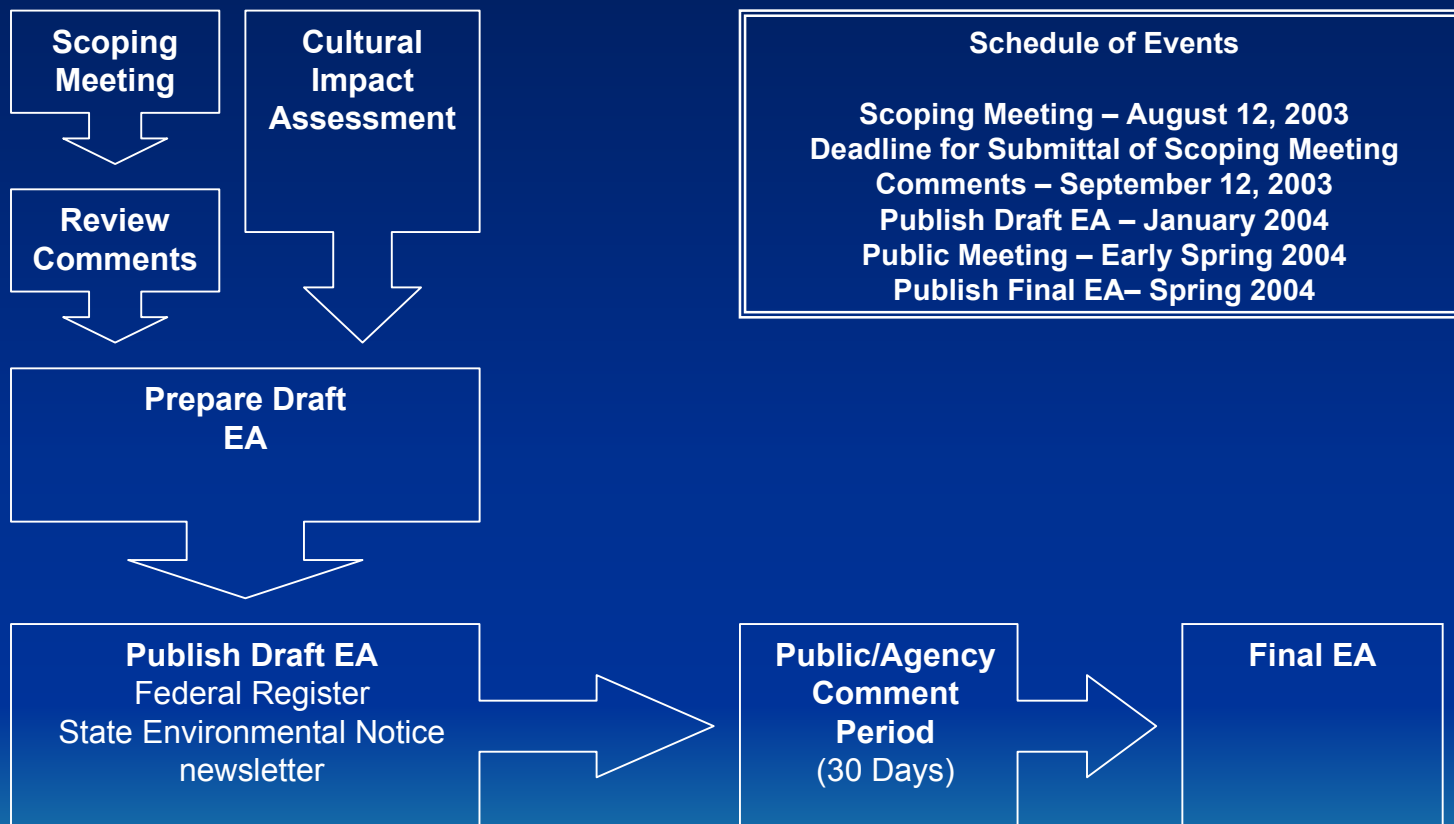 Scoping
Meeting
Cultural
Impact
Assessment
Schedule of Events
Scoping Meeting – August 12, 2003
Deadline for Submittal of Scoping Meeting
Comments – September 12, 2003
Publish Draft EA – January 2004
Public Meeting – Early Spring 2004
Publish Final EA– Spring 2004
Review
Comments
Prepare Draft
EA
Publish Draft EA
Federal Register
State Environmental Notice
newsletter
Public/Agency
Comment
Period
(30 Days)
Final EA